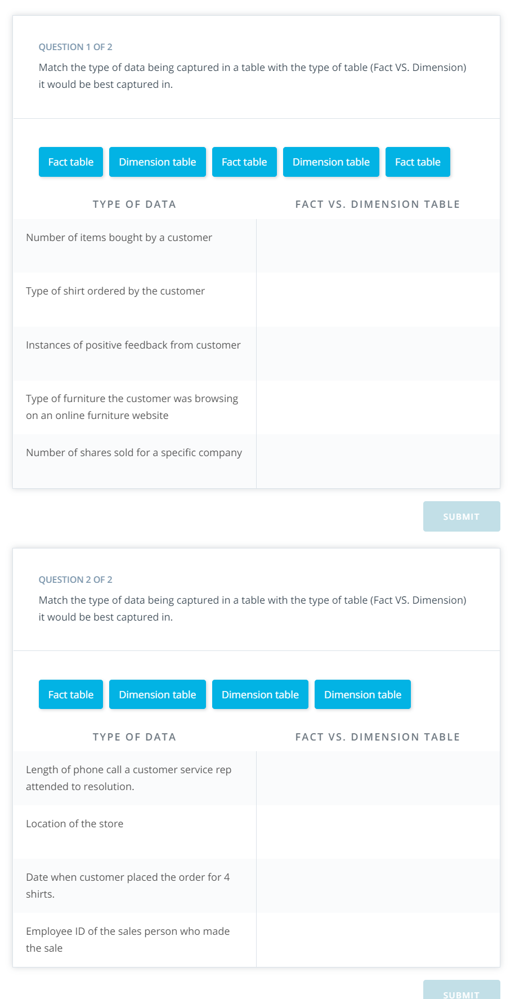 QUESTION 1 OF 2
Match the type of data being captured in a table with the type of table (Fact VS. Dimension)
it would be best captured in.
Fact table Dimension table Fact table Dimension table Fact table
TYPE OF DATA FACT VS. DIMENSION TABLE
Number of items bought by a customer
Type of shirt ordered by the customer
Instances of positive feedback from customer
Type of furniture the customer was browsing
on an online furniture website
Number of shares sold for a specific company
SUBMIT
QUESTION 2 OF 2
Match the type of data being captured in a table with the type of table (Fact VS. Dimension)
it would be best captured in.
Fact table Dimension table Dimension table Dimension table
TYPE OF DATA FACT VS. DIMENSION TABLE
Length of phone call a customer service rep
attended to resolution.
Location of the store
Date when customer placed the order for 4
shirts.
Employee ID of the sales person who made
the sale
SUBMIT